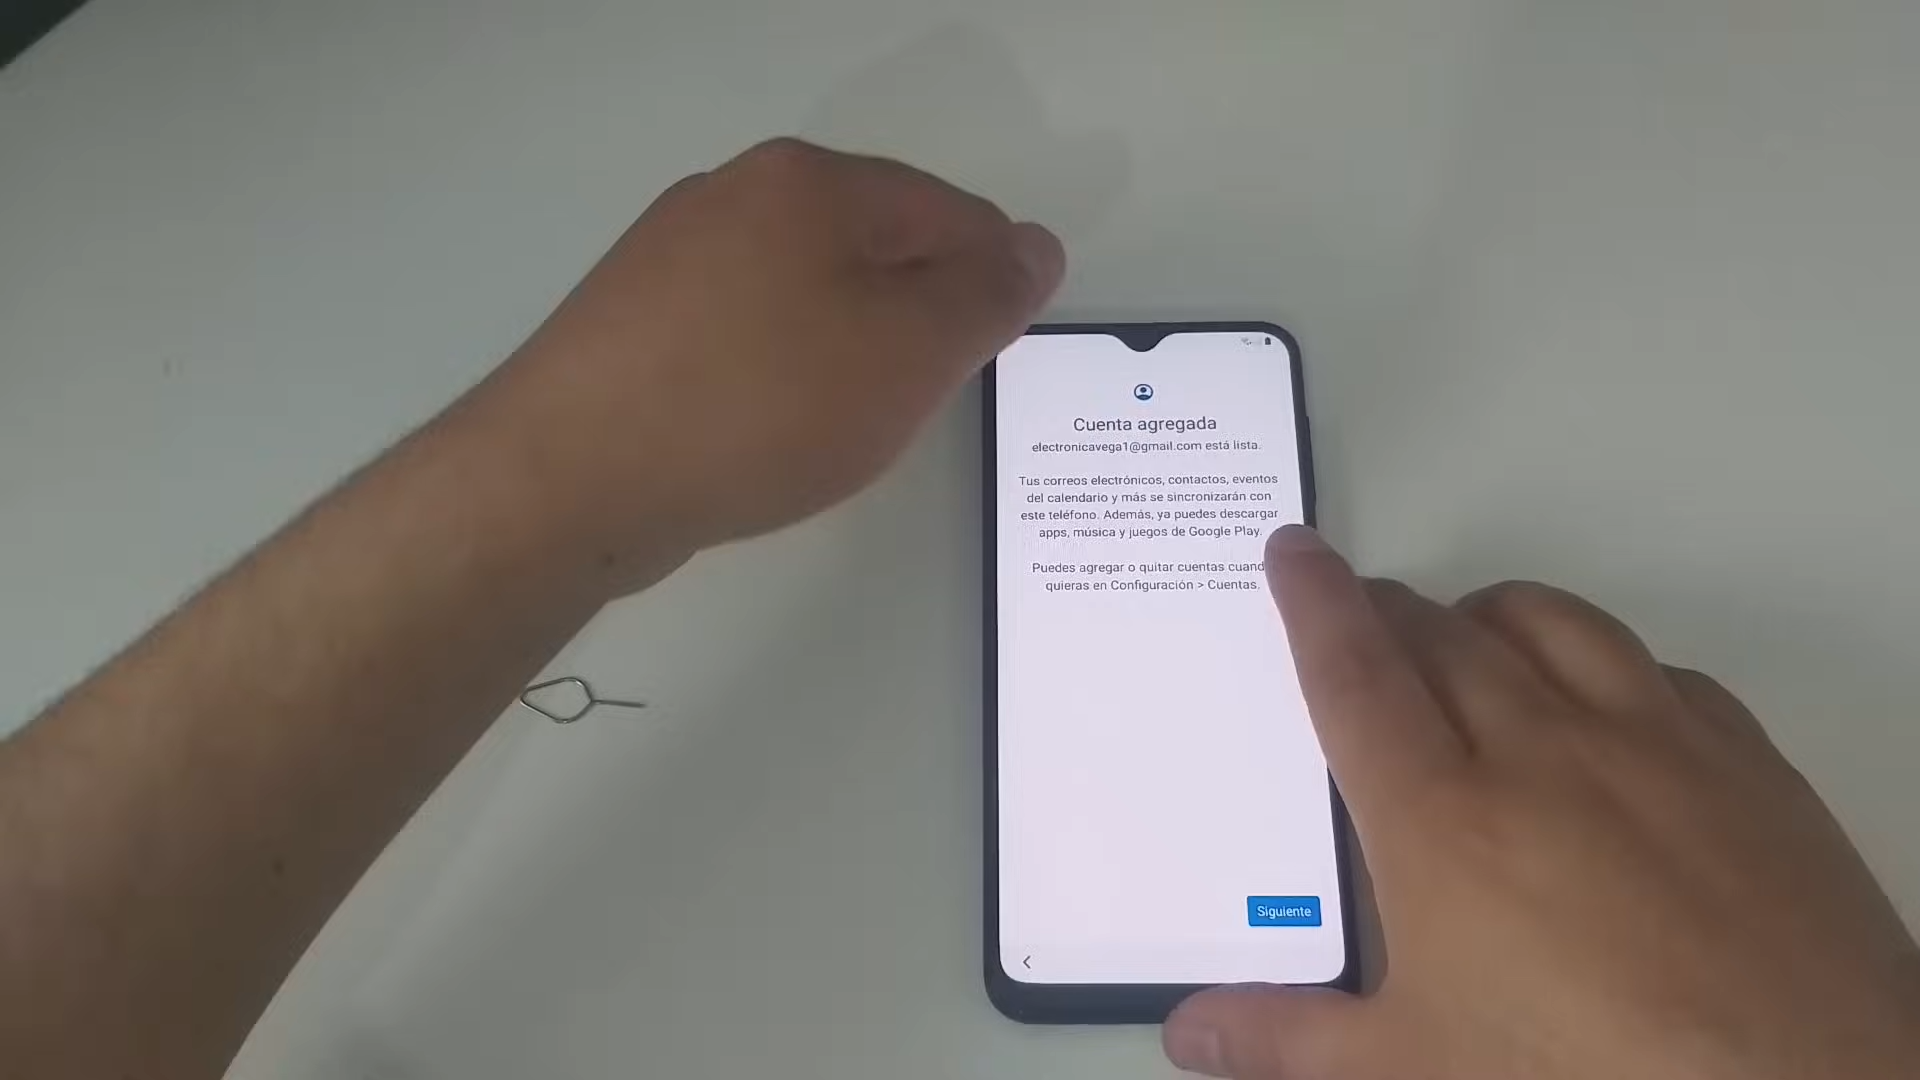 Cuenta agregada
electronicavega1@gmail.com está lista.
Tus correos electrónicos, contactos, eventos
del calendario y más se sincronizarán con
este teléfono. Además, ya puedes descargar
apps, música y juegos de Google Play.
Puedes agregar o quitar cuentas cuand
quieras en Configuración > Cuentas.
Siguiente